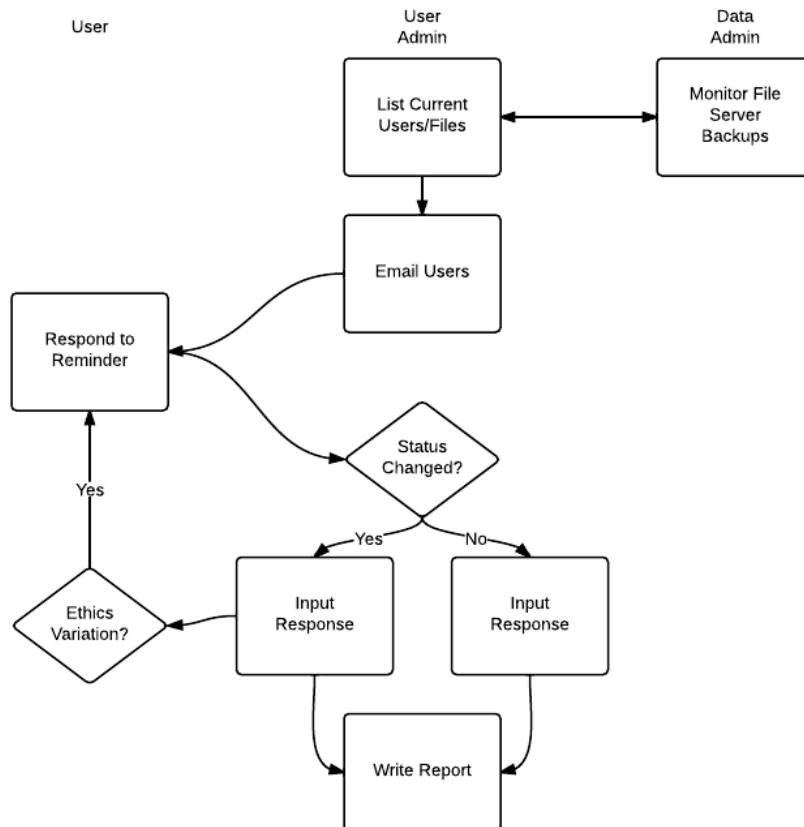 User
User
Admin
Data
Admin
List Current
Users/Files
Monitor File
Server
Backups
Email Users
Respond to
Reminder
Status
Changed?
Yes
Yes
No
Ethics
Variation?
Input
Response
Input
Response
Write Report